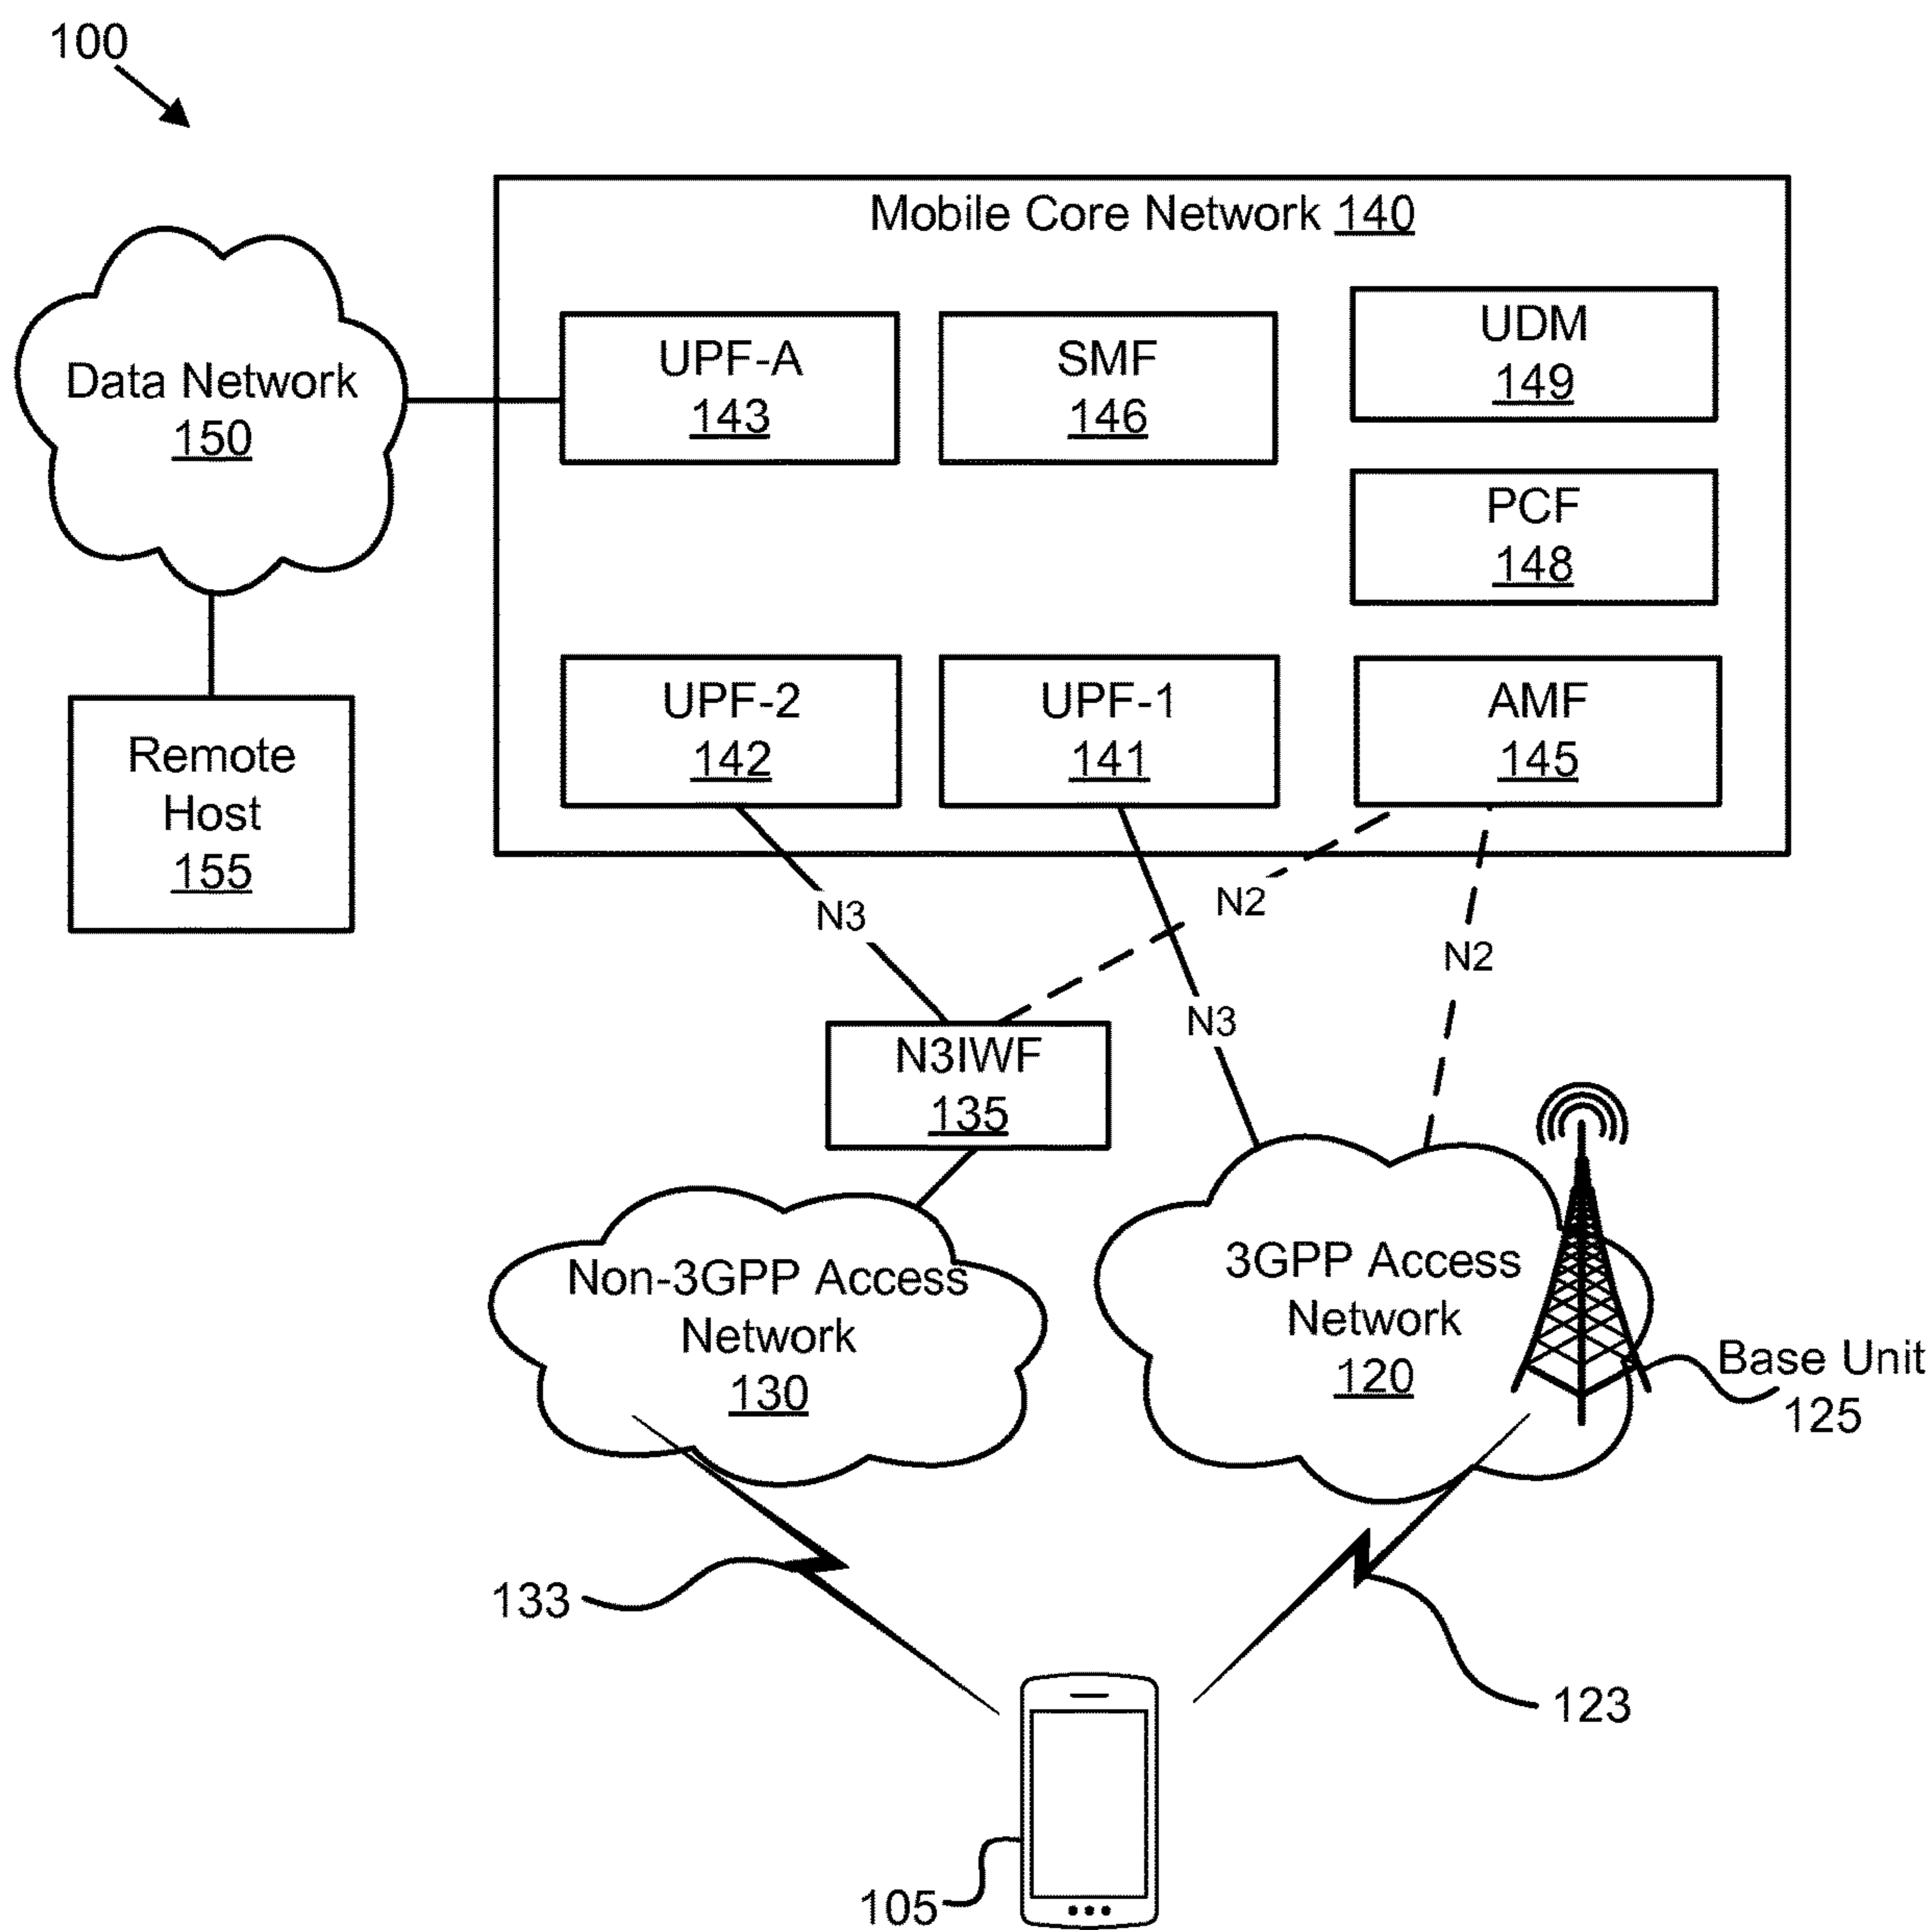 100
Mobile Core Network 140
Data Network
150
UPF-A
143
SMF
146
UDM
149
PCF
148
UPF-2
142
UPF-1
141
AMF
145
Remote
Host
155
N3
N2
N2
N3
N3IWF
135
Non-3GPP Access
Network
130
3GPP Access
Network
120
Base Unit
125
133
123
105